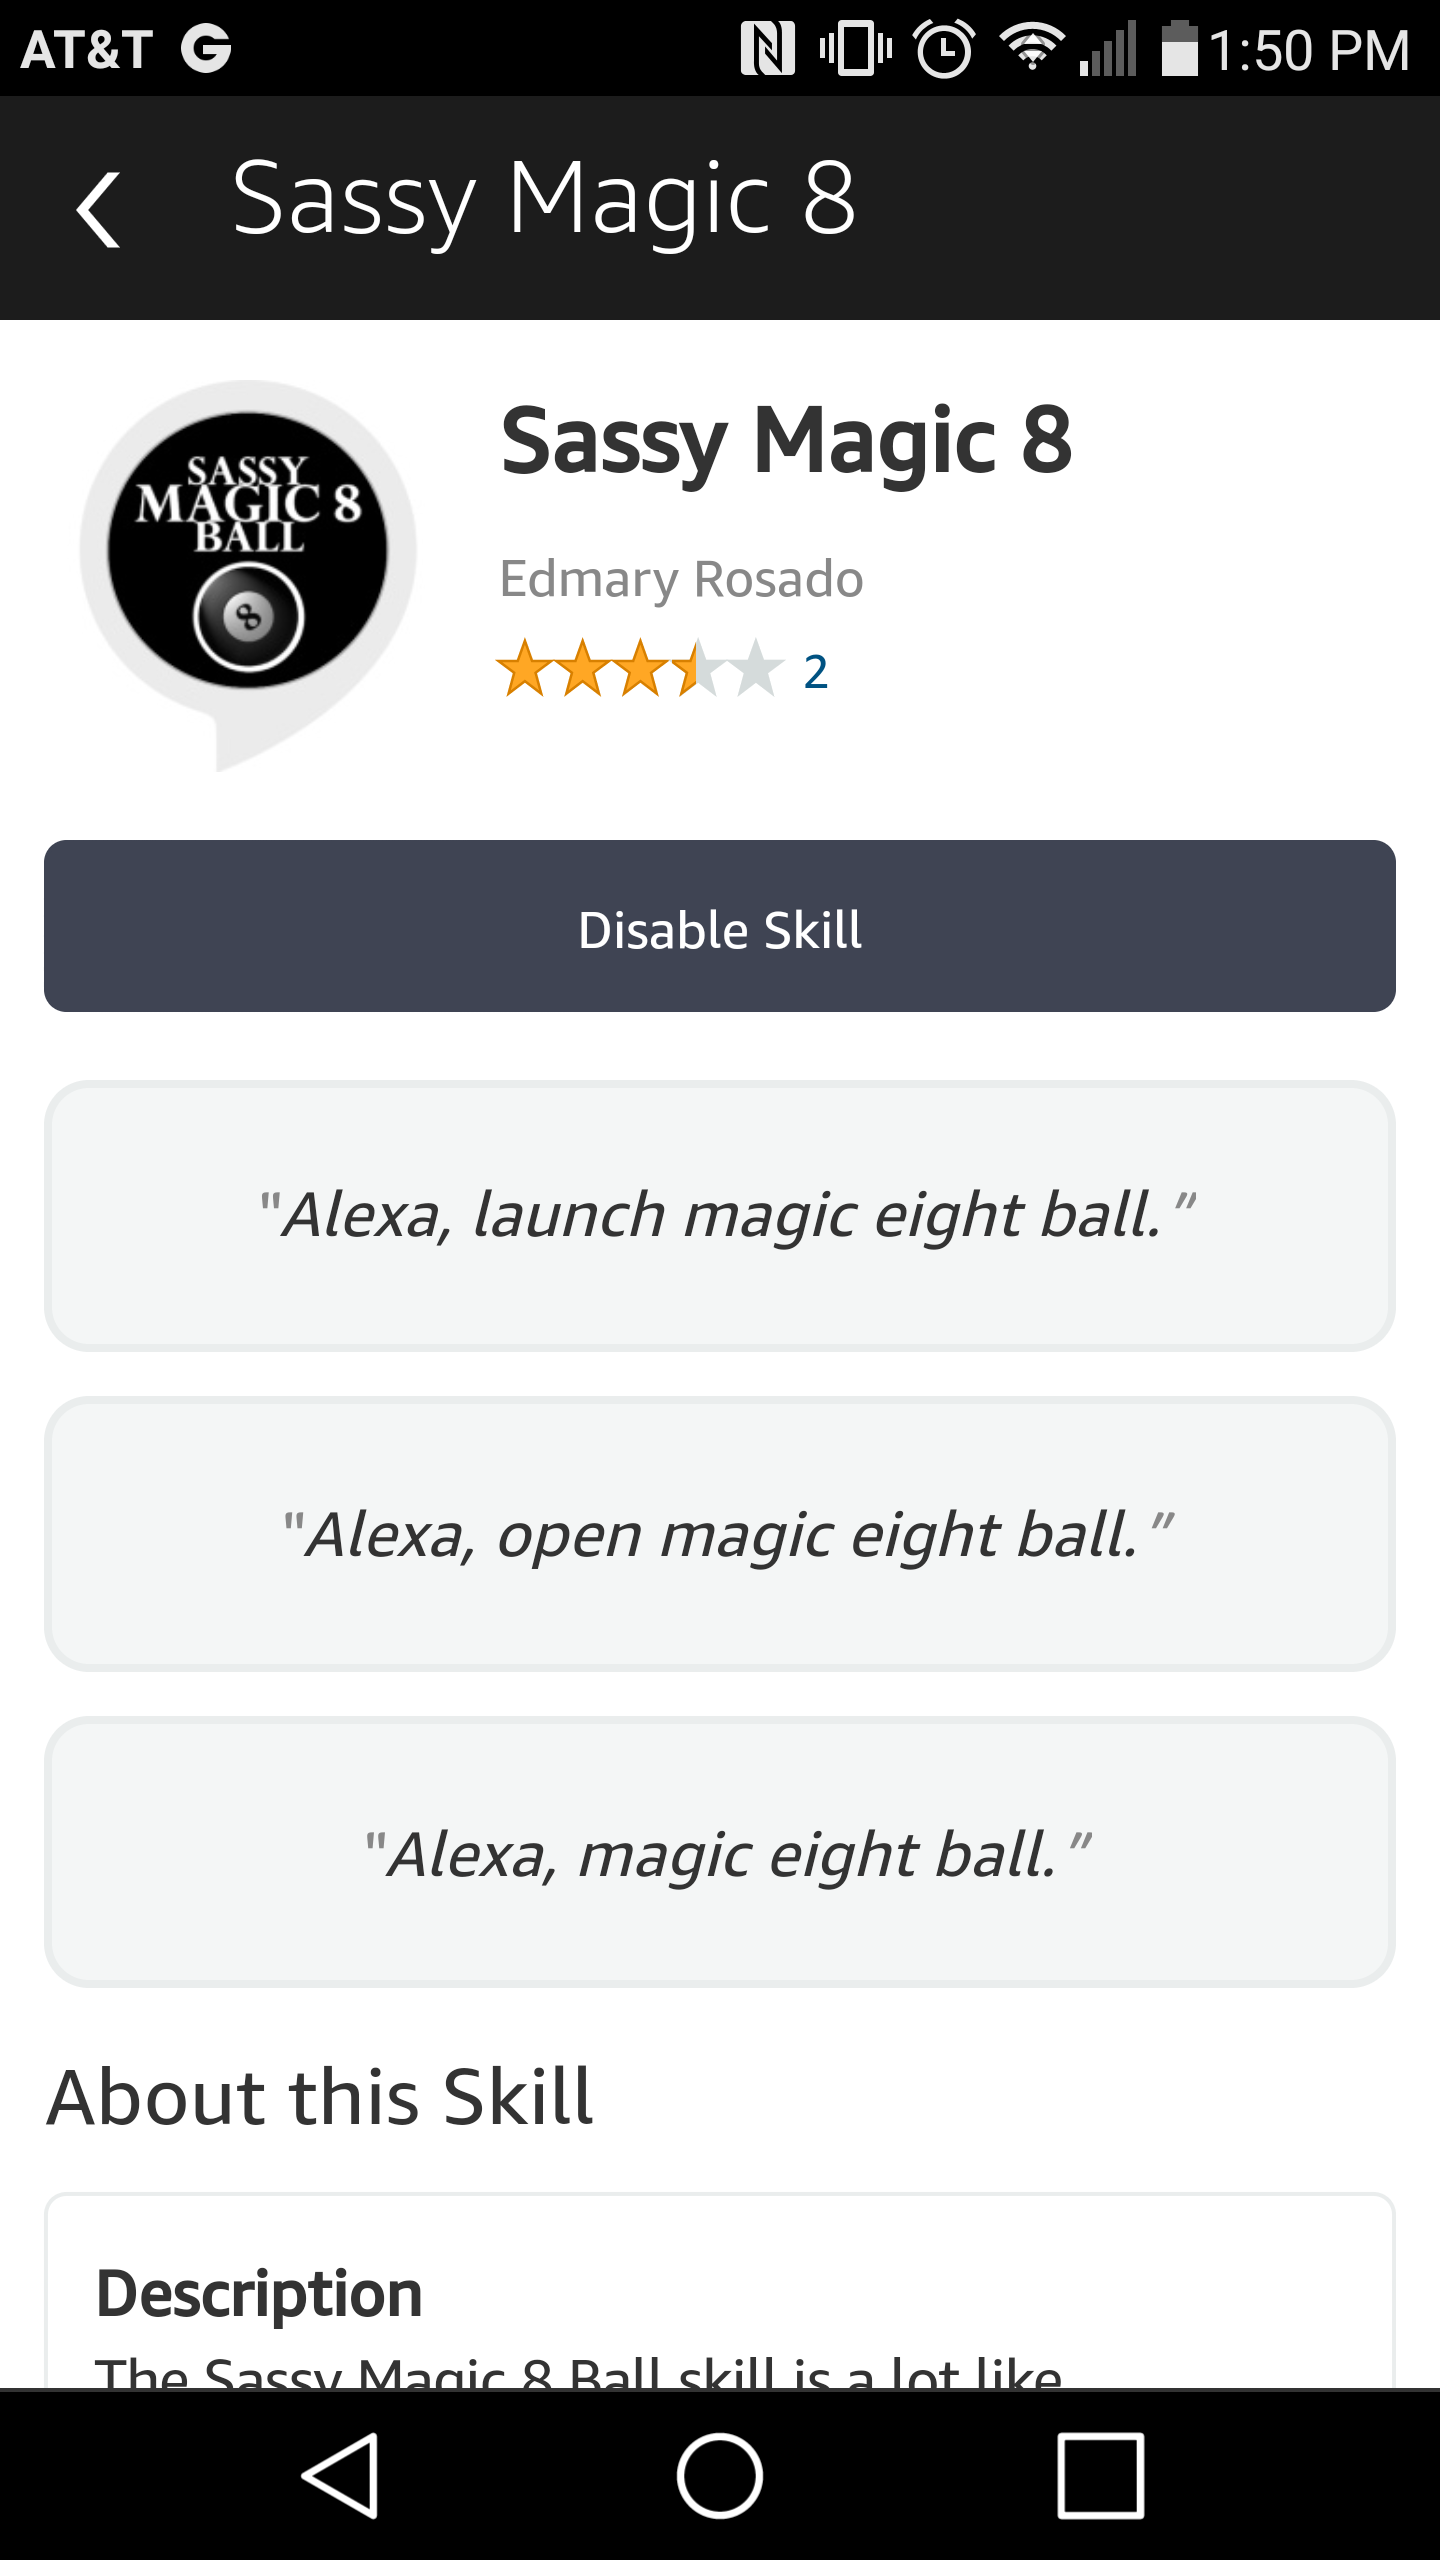 AT&T 1:50 PM
Sassy Magic 8
SASSY
MAGIC 8
BALL
8
Sassy Magic 8
Edmary Rosado
2
Disable Skill
"Alexa, launch magic eight ball."
"Alexa, open magic eight ball."
"Alexa, magic eight ball."
About this Skill
Description
The Sassy Magic 8 Ball skill is a lot like